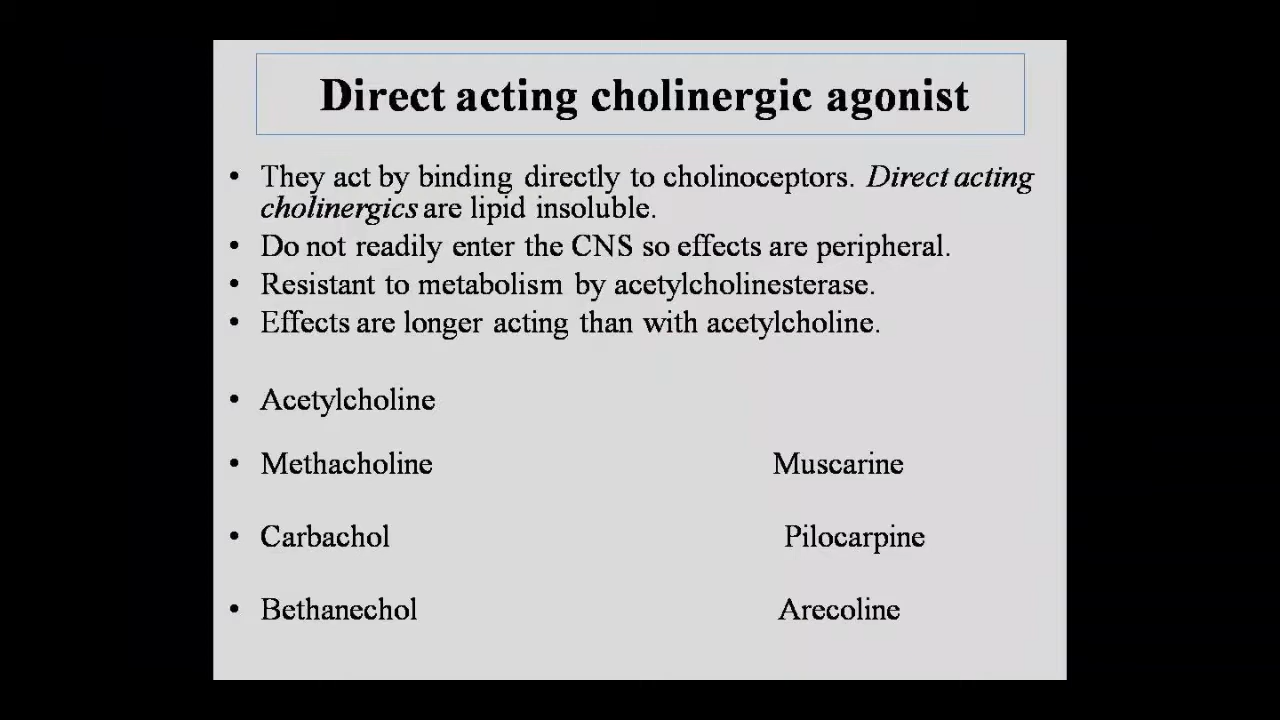 Direct acting cholinergic agonist
• They act by binding directly to cholinoceptors. Direct acting
cholinergics are lipid insoluble.
• Do not readily enter the CNS so effects are peripheral.
• Resistant to metabolism by acetylcholinesterase.
• Effects are longer acting than with acetylcholine.
• Acetylcholine
• Methacholine Muscarine
• Carbachol Pilocarpine
• Bethanechol Arecoline